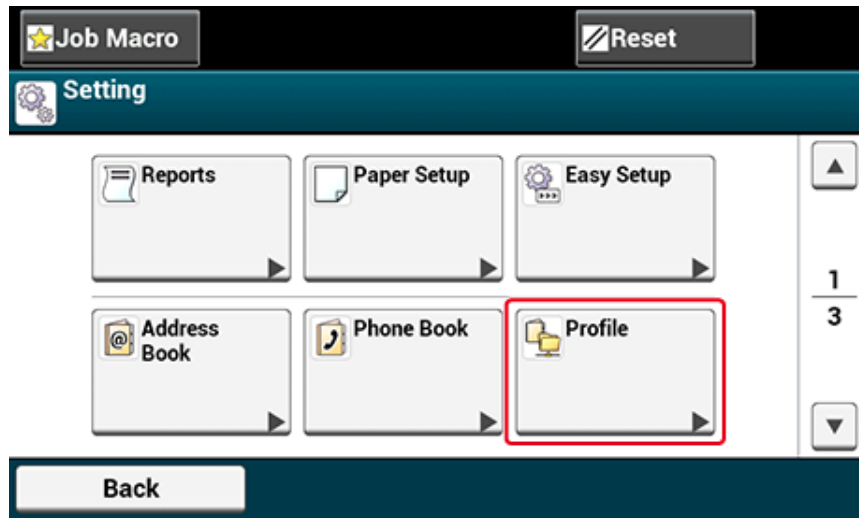 Job Macro
Reset
Setting
Reports
Paper Setup
Easy Setup
1
3
Address
Book
Phone Book
Profile
Back